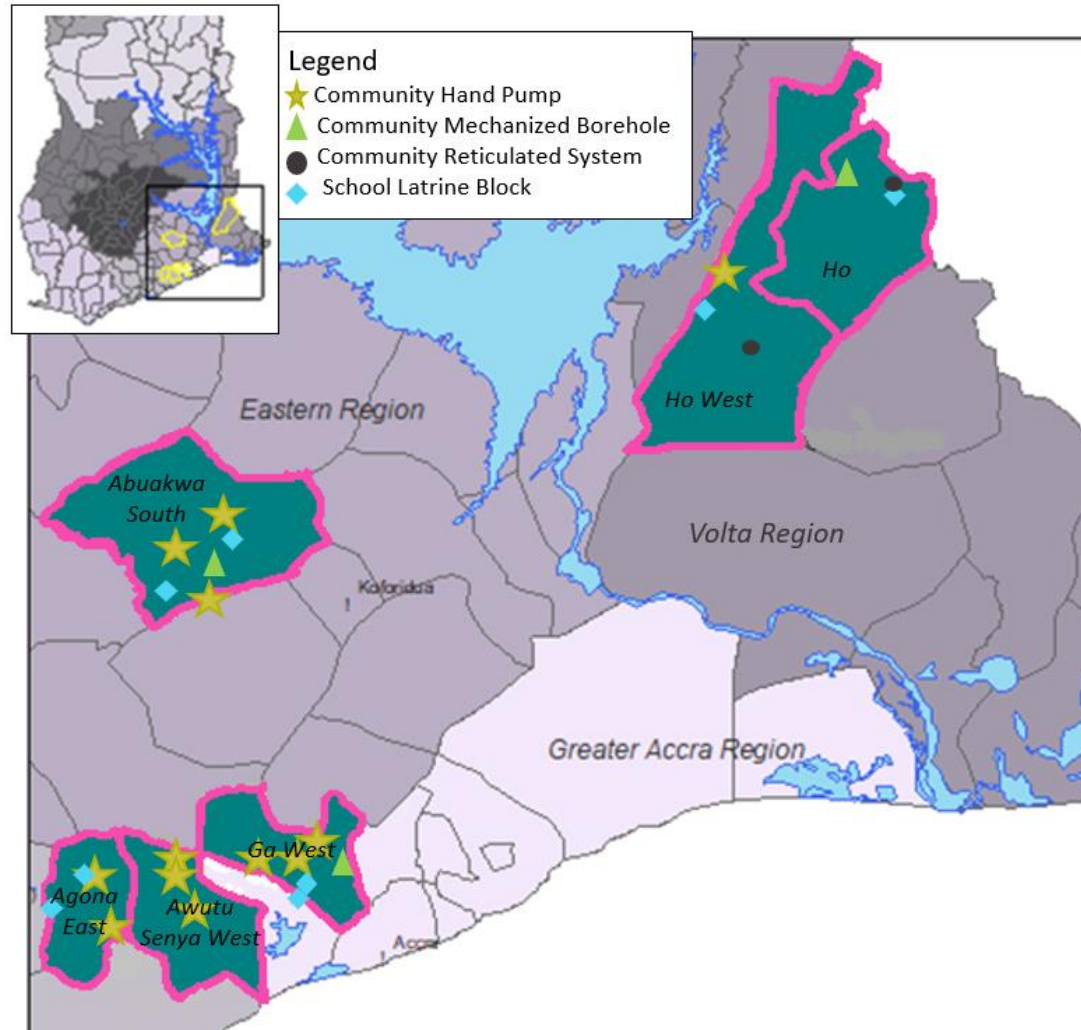 Legend
Community Hand Pump
Community Mechanized Borehole
Community Reticulated System
School Latrine Block
Ho
Ho West
Eastern Region
Abuakwa
South
Volta Region
Koforidua
Greater Accra Region
Ga West
Agona
East
Awutu
Senya West
Accra